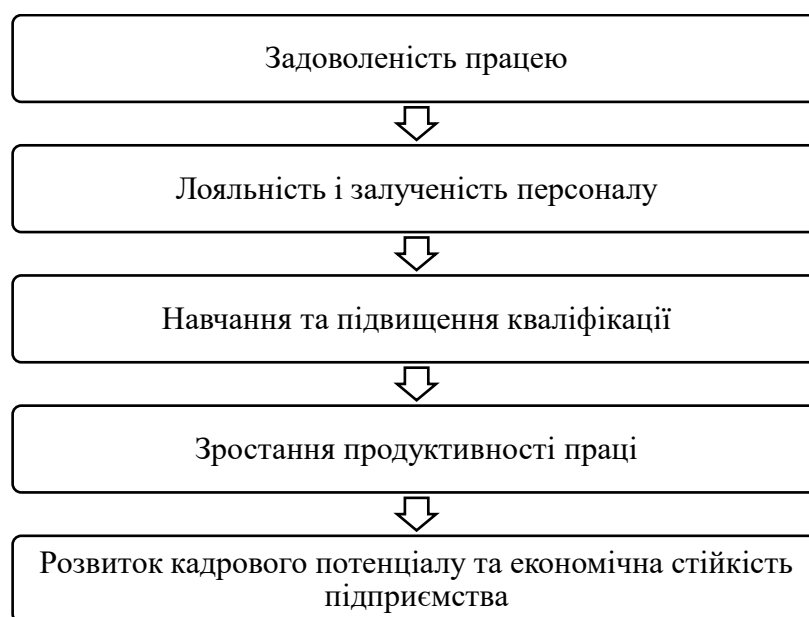 Задоволеність працею
Лояльність і залученість персоналу
Навчання та підвищення кваліфікації
Зростання продуктивності праці
Розвиток кадрового потенціалу та економічна стійкість
підприємства